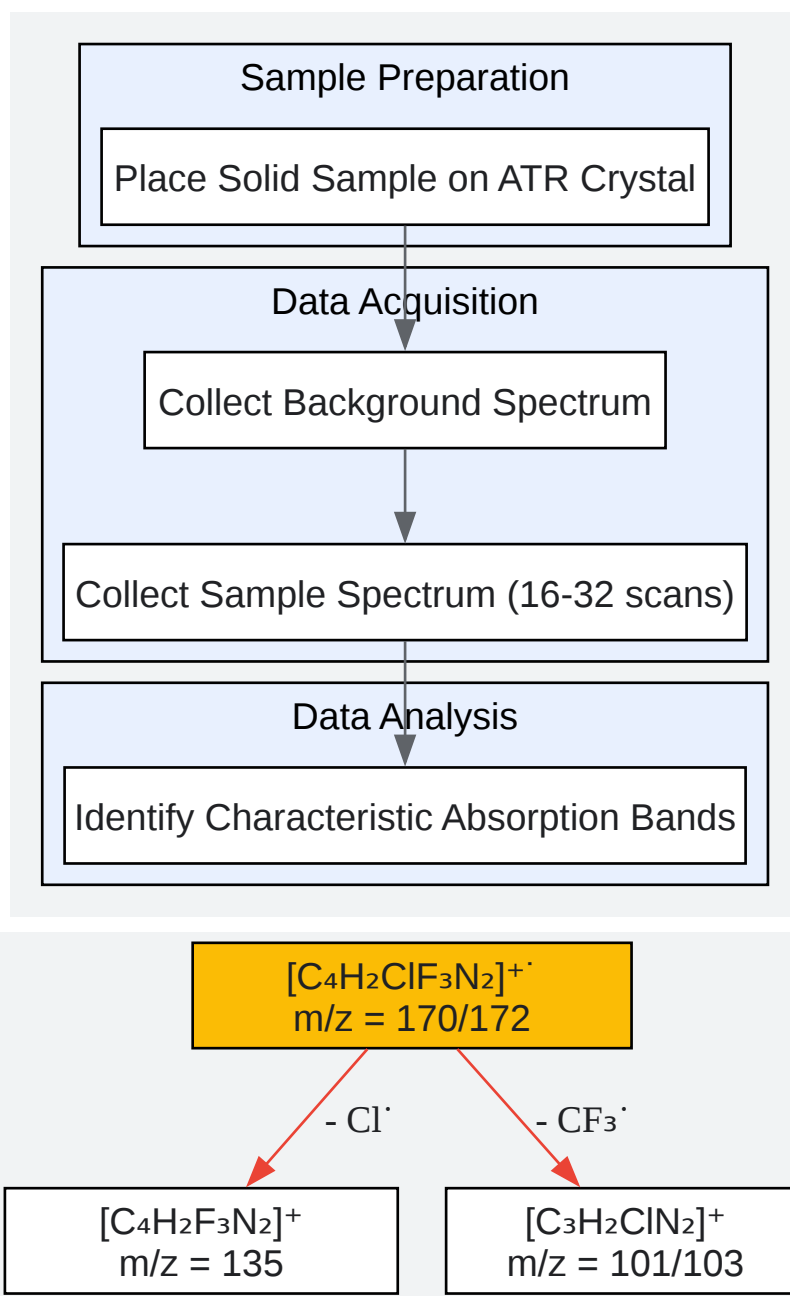 Sample Preparation
Place Solid Sample on ATR Crystal
Data Acquisition
Collect Background Spectrum
Collect Sample Spectrum (16-32 scans)
Data Analysis
Identify Characteristic Absorption Bands
[C₄H₂ClF₃N₂]⁺˙
m/z = 170/172
- Cl˙
- CF₃˙
[C₄H₂F₃N₂]⁺
m/z = 135
[C₃H₂ClN₂]⁺
m/z = 101/103